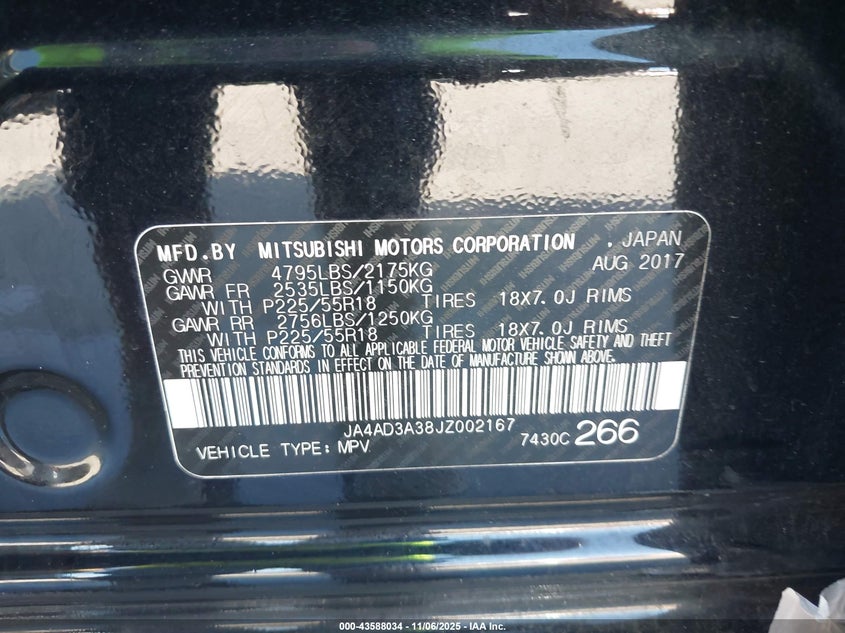 MFD.BY MITSUBISHI MOTORS CORPORATION , JAPAN
GVWR 4795LBS/2175KG AUG 2017
GAWR FR 2535LBS/1150KG
WITH P225/55R18 TIRES 18X7.0J RIMS
GAWR RR 2756LBS/1250KG
WITH P225/55R18 TIRES 18X7.0J RIMS
THIS VEHICLE CONFORMS TO ALL APPLICABLE FEDERAL MOTOR VEHICLE SAFETY AND THEFT
PREVENTION STANDARDS IN EFFECT ON THE DATE OF MANUFACTURE SHOWN ABOVE.
JA4AD3A38JZ002167
VEHICLE TYPE: MPV 7430C 266
000-43588034 - 11/06/2025 - IAA Inc.